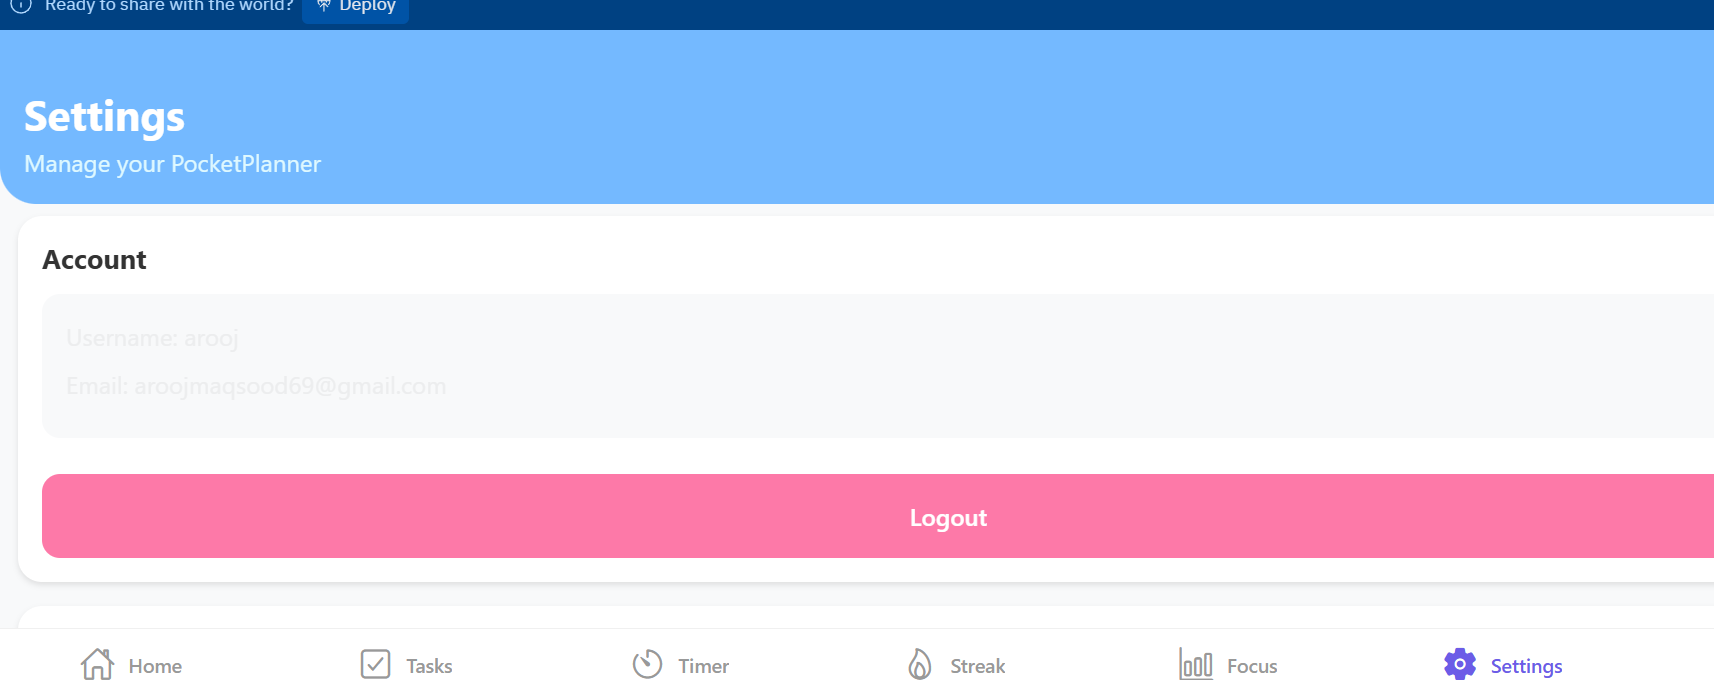 Ready to share with the world? Deploy
Settings
Manage your PocketPlanner
Account
Username: arooj
Email: aroojmaqsood69@gmail.com
Logout
Home Tasks Timer Streak Focus Settings